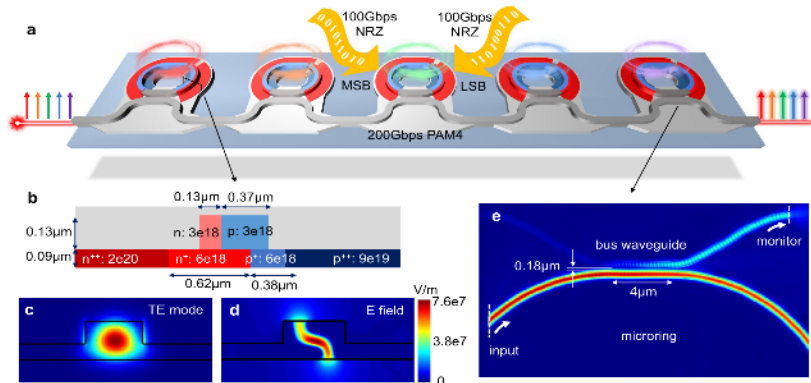 a
100Gbps
NRZ
00101101 0
100Gbps
NRZ
MSB
LSB
200Gbps PAM4
b
0.13μm
0.37μm
0.13μm
n: 3e18
p: 3e18
0.09μm
n⁺⁺: 2e20
n⁺: 6e18
p⁺: 6e18
p⁺⁺: 9e19
0.62μm
0.38μm
c
TE mode
d
E field
V/m
7.6e7
3.8e7
0
e
bus waveguide
monitor
0.18μm
4μm
input
microring